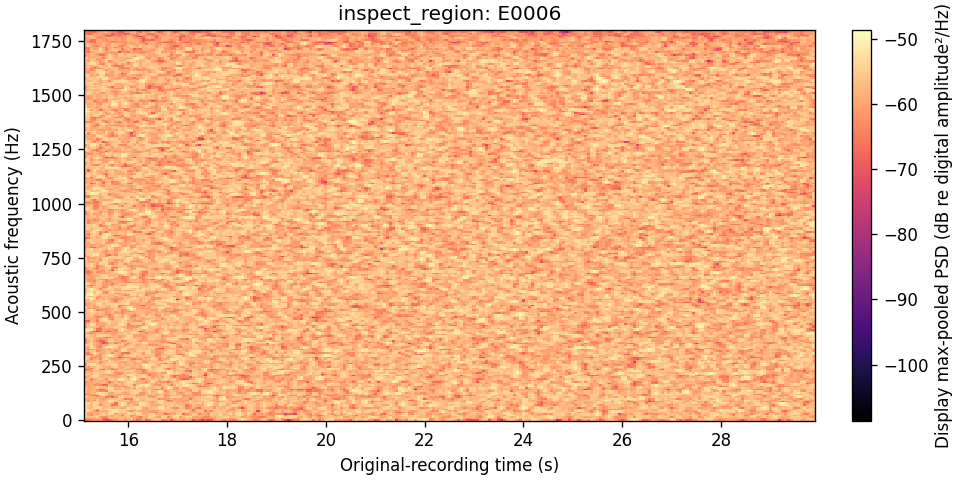 inspect_region: E0006
Acoustic frequency (Hz)
1750
1500
1250
1000
750
500
250
0
16 18 20 22 24 26 28
Original-recording time (s)
−50
−60
−70
−80
−90
−100
Display max-pooled PSD (dB re digital amplitude²/Hz)